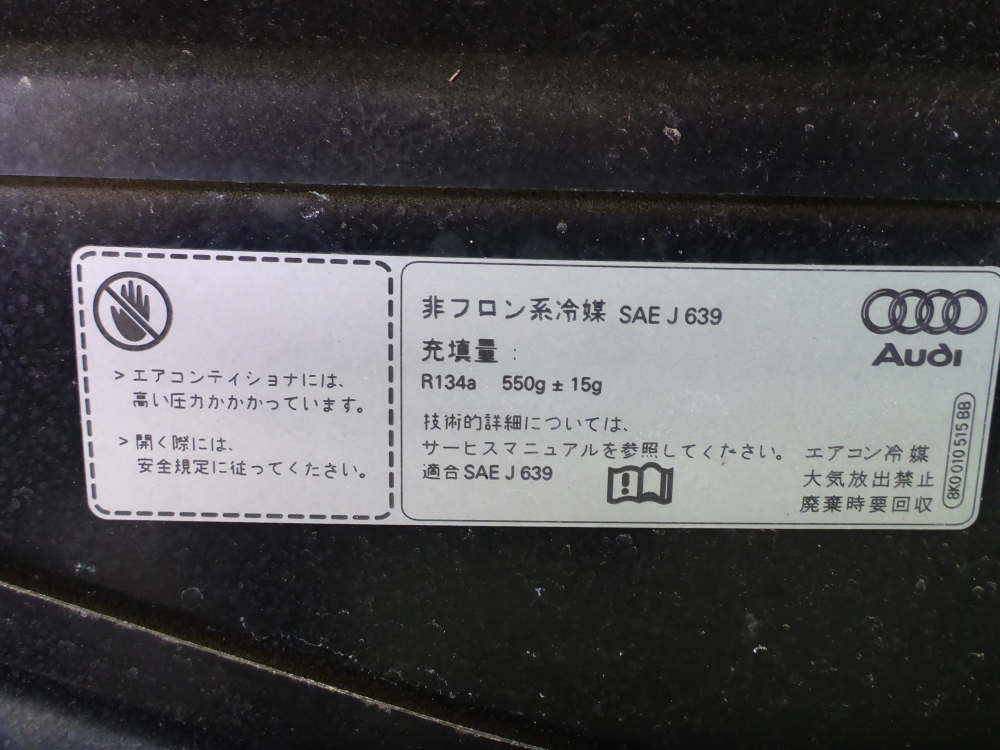 > エアコンディショナには、
高い圧力がかかっています。
> 開く際には、
安全規定に従ってください。
非フロン系冷媒 SAE J 639
充填量 :
R134a 550g ± 15g
技術的詳細については、
サービスマニュアルを参照してください。
適合 SAE J 639
Audi
エアコン冷媒
大気放出禁止
廃棄時要回収
8K0 010 515 BB